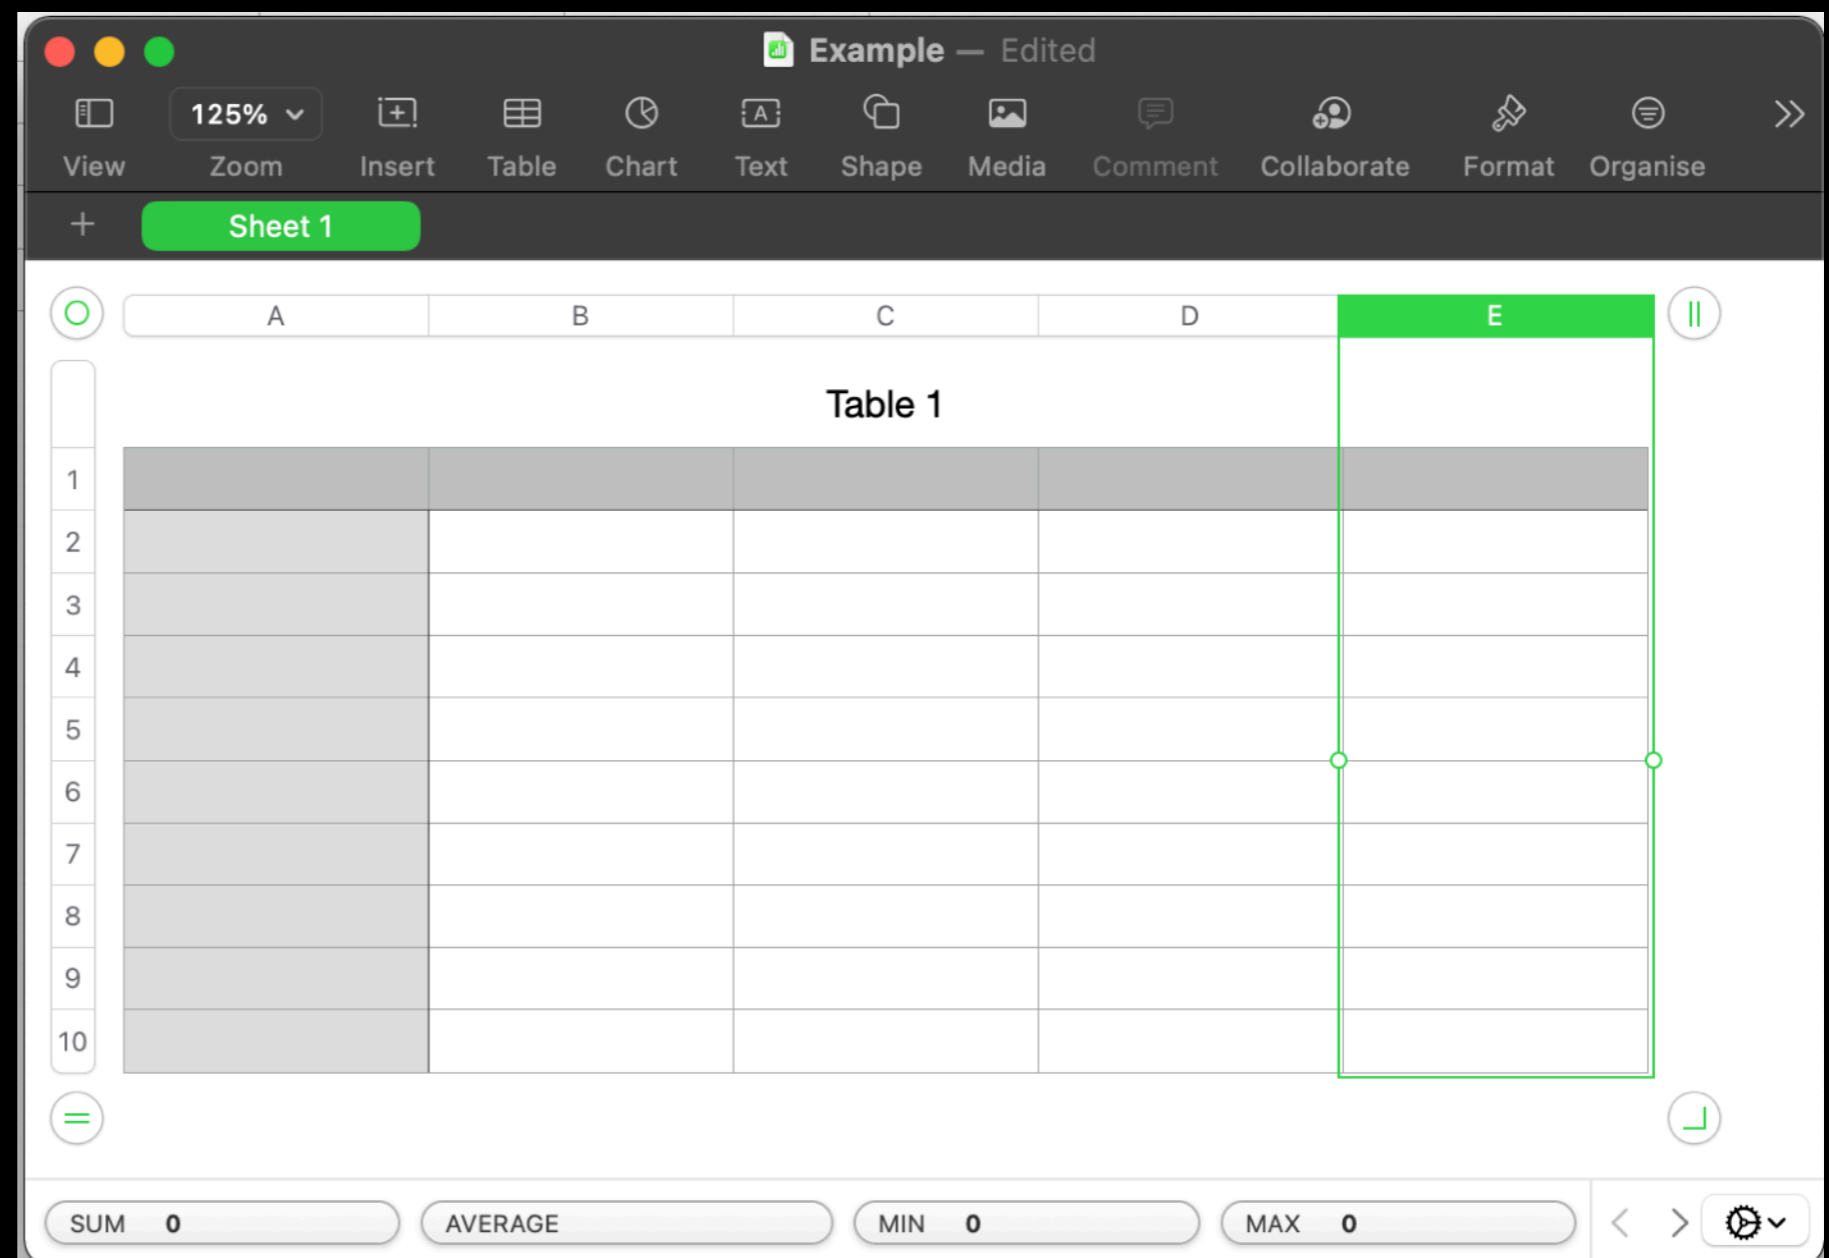 Example — Edited
125%
View Zoom Insert Table Chart Text Shape Media Comment Collaborate Format Organise
+ Sheet 1
A B C D E
Table 1
1
2
3
4
5
6
7
8
9
10
SUM 0 AVERAGE MIN 0 MAX 0